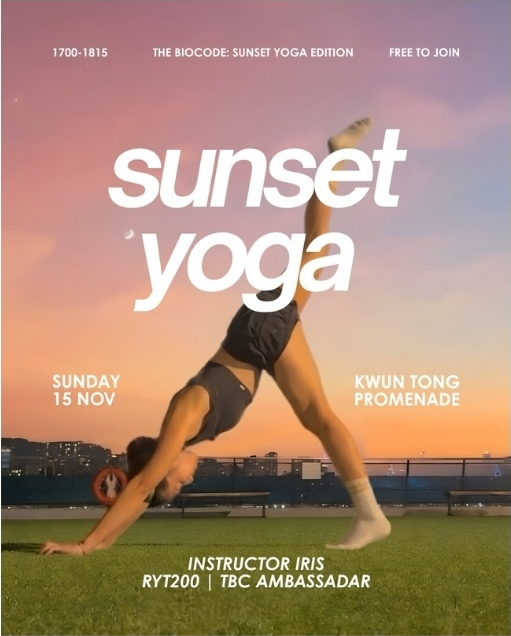 1700-1815 THE BIOCODE: SUNSET YOGA EDITION FREE TO JOIN
sunset
yoga
SUNDAY
15 NOV
KWUN TONG
PROMENADE
INSTRUCTOR IRIS
RYT200 | TBC AMBASSADAR